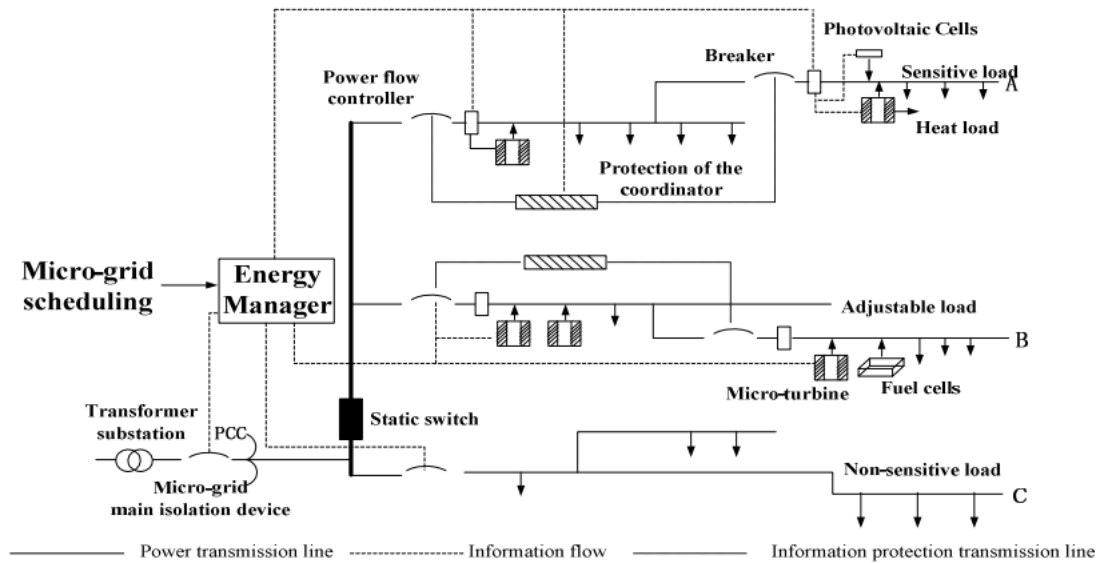 Photovoltaic Cells
Breaker
Power flow
controller
Sensitive load
A
Heat load
Protection of the
coordinator
Micro-grid
scheduling
Energy
Manager
Adjustable load
B
Micro-turbine
Fuel cells
Transformer
substation
PCC
Static switch
Micro-grid
main isolation device
Non-sensitive load
C
Power transmission line
Information flow
Information protection transmission line